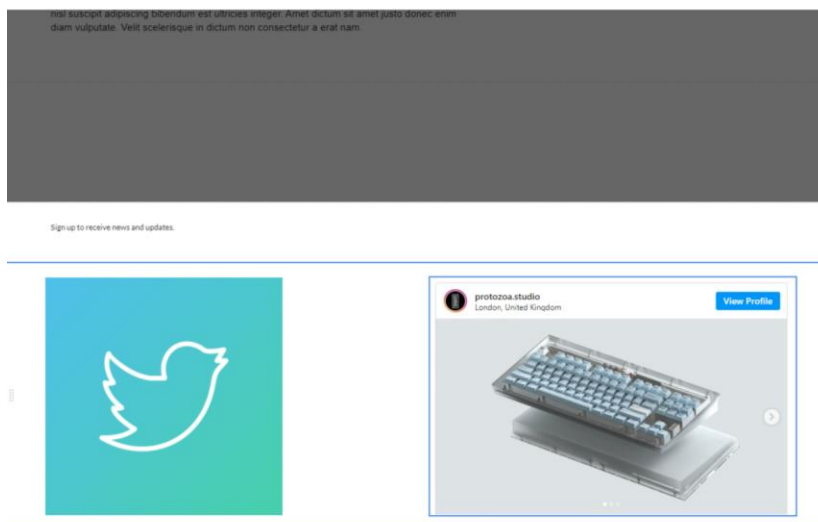 nisl suscipit adipiscing bibendum est ultricies integer. Amet dictum sit amet justo donec enim
diam vulputate. Velit scelerisque in dictum non consectetur a erat nam.
Sign up to receive news and updates.
protozoa.studio
London, United Kingdom
View Profile